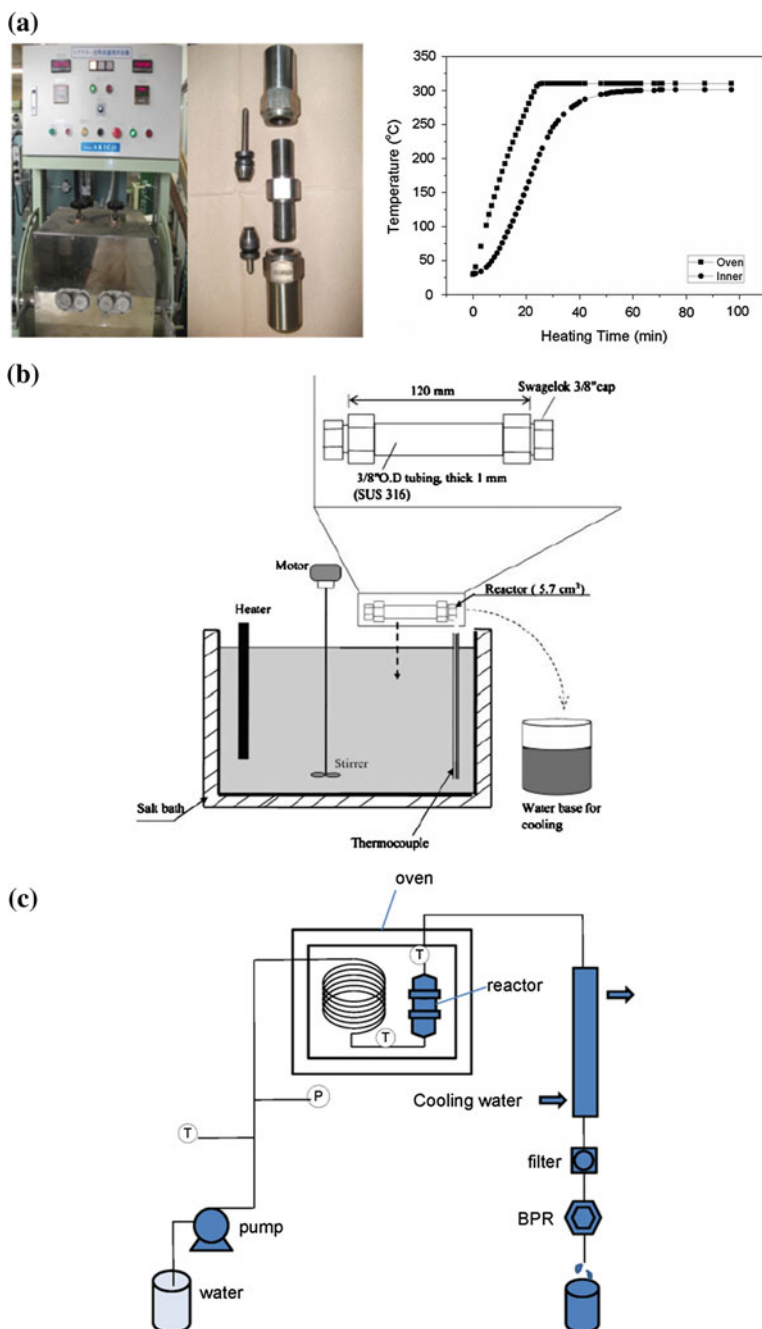 (a)
AKICO
350
300
250
200
150
100
50
0
Temperature (°C)
0 20 40 60 80 100
Heating Time (min)
Oven
Inner
(b)
120 mm
Swagelok 3/8"cap
3/8"O.D tubing, thick 1 mm
(SUS 316)
Motor
Reactor ( 5.7 cm³)
Heater
Stirrer
Salt bath
Thermocouple
Water base for
cooling
(c)
oven
T
reactor
T
P
Cooling water
T
filter
pump
BPR
water